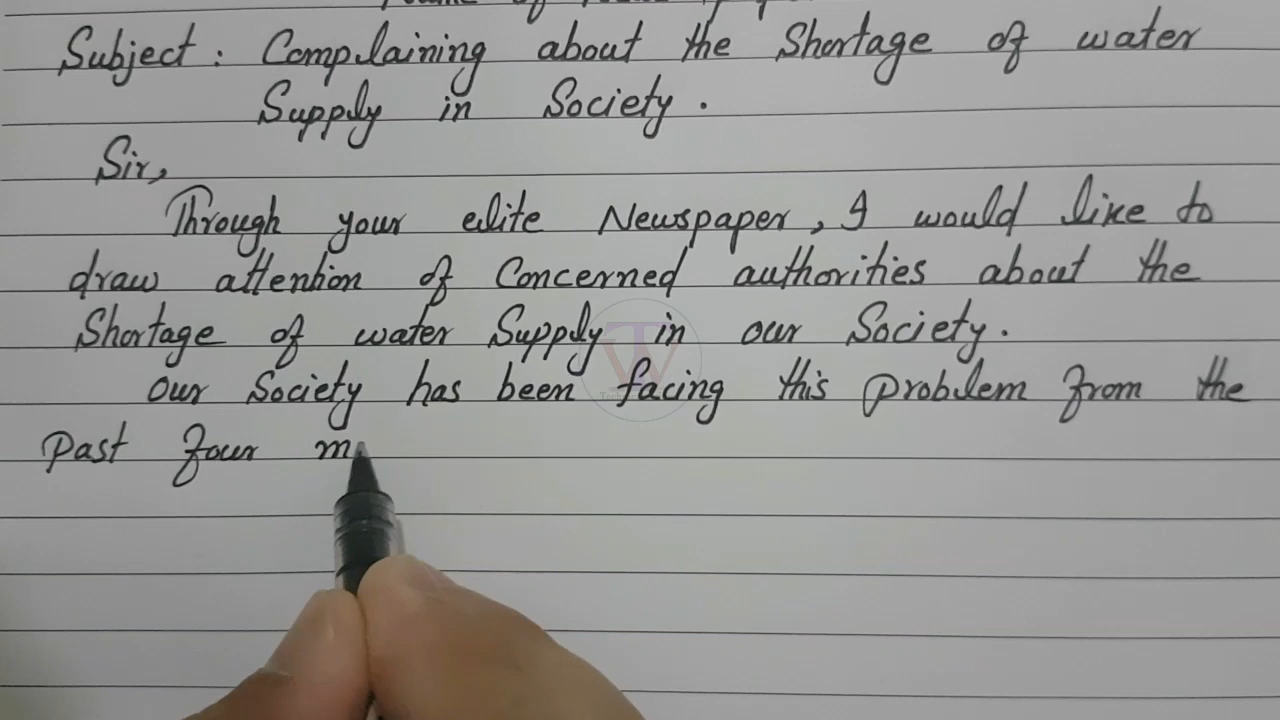 Subject : Complaining about the Shortage of water
Supply in Society .
Sir,
Through your elite Newspaper, I would like to
draw attention of Concerned authorities about the
Shortage of water Supply in our Society.
Our Society has been facing this problem from the
Past four m